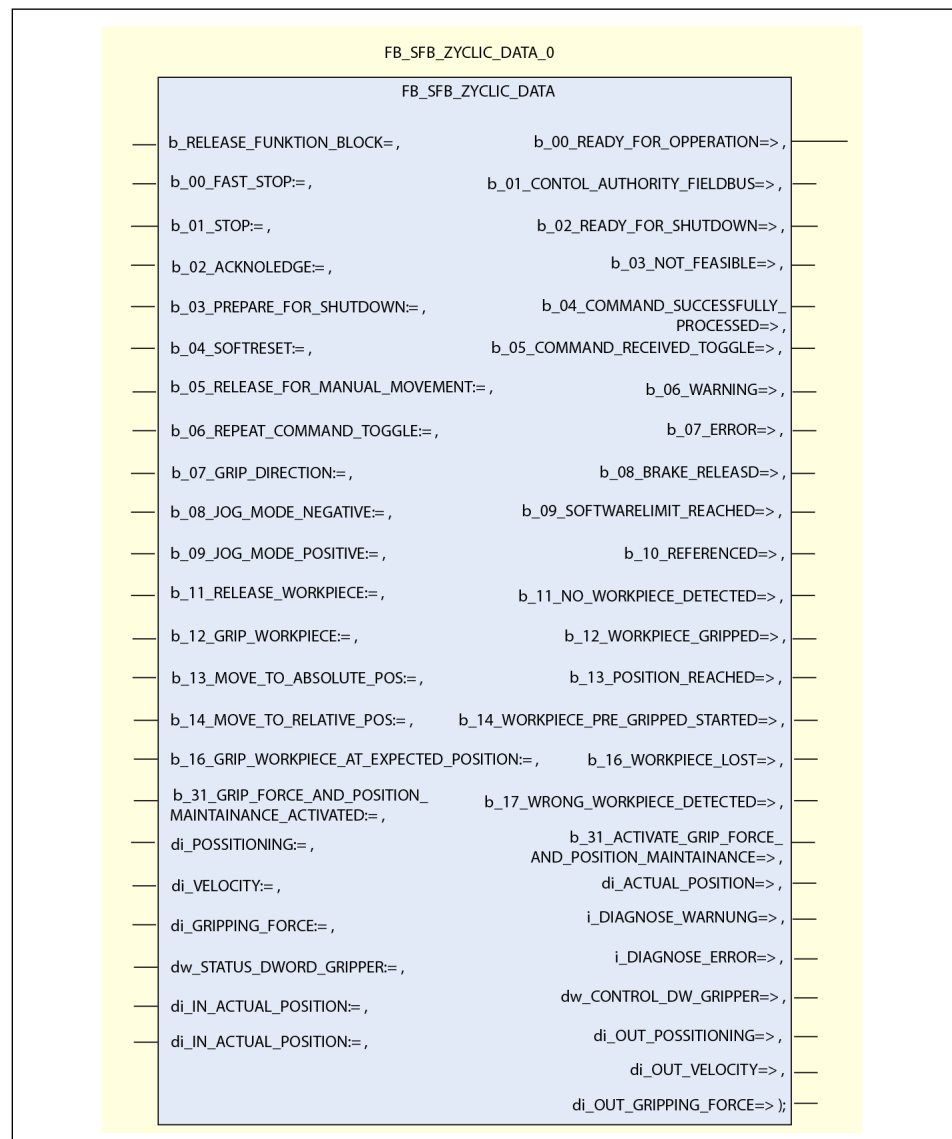 FB_SFB_ZYCLIC_DATA_0
FB_SFB_ZYCLIC_DATA
b_RELEASE_FUNKTION_BLOCK= ,
b_00_FAST_STOP:= ,
b_01_STOP:= ,
b_02_ACKNOLEDGE:= ,
b_03_PREPARE_FOR_SHUTDOWN:= ,
b_04_SOFTRESET:= ,
b_05_RELEASE_FOR_MANUAL_MOVEMENT:= ,
b_06_REPEAT_COMMAND_TOGGLE:= ,
b_07_GRIP_DIRECTION:= ,
b_08_JOG_MODE_NEGATIVE:= ,
b_09_JOG_MODE_POSITIVE:= ,
b_11_RELEASE_WORKPIECE:= ,
b_12_GRIP_WORKPIECE:= ,
b_13_MOVE_TO_ABSOLUTE_POS:= ,
b_14_MOVE_TO_RELATIVE_POS:= ,
b_16_GRIP_WORKPIECE_AT_EXPECTED_POSITION:= ,
b_31_GRIP_FORCE_AND_POSITION_
MAINTAINANCE_ACTIVATED:= ,
di_POSSITIONING:= ,
di_VELOCITY:= ,
di_GRIPPING_FORCE:= ,
dw_STATUS_DWORD_GRIPPER:= ,
di_IN_ACTUAL_POSITION:= ,
di_IN_ACTUAL_POSITION:= ,
b_00_READY_FOR_OPPERATION=> ,
b_01_CONTOL_AUTHORITY_FIELDBUS=> ,
b_02_READY_FOR_SHUTDOWN=> ,
b_03_NOT_FEASIBLE=> ,
b_04_COMMAND_SUCCESSFULLY_
PROCESSED=> ,
b_05_COMMAND_RECEIVED_TOGGLE=> ,
b_06_WARNING=> ,
b_07_ERROR=> ,
b_08_BRAKE_RELEASD=> ,
b_09_SOFTWARELIMIT_REACHED=> ,
b_10_REFERENCED=> ,
b_11_NO_WORKPIECE_DETECTED=> ,
b_12_WORKPIECE_GRIPPED=> ,
b_13_POSITION_REACHED=> ,
b_14_WORKPIECE_PRE_GRIPPED_STARTED=> ,
b_16_WORKPIECE_LOST=> ,
b_17_WRONG_WORKPIECE_DETECTED=> ,
b_31_ACTIVATE_GRIP_FORCE_
AND_POSITION_MAINTAINANCE=> ,
di_ACTUAL_POSITION=> ,
i_DIAGNOSE_WARNUNG=> ,
i_DIAGNOSE_ERROR=> ,
dw_CONTROL_DW_GRIPPER=> ,
di_OUT_POSSITIONING=> ,
di_OUT_VELOCITY=> ,
di_OUT_GRIPPING_FORCE=> );